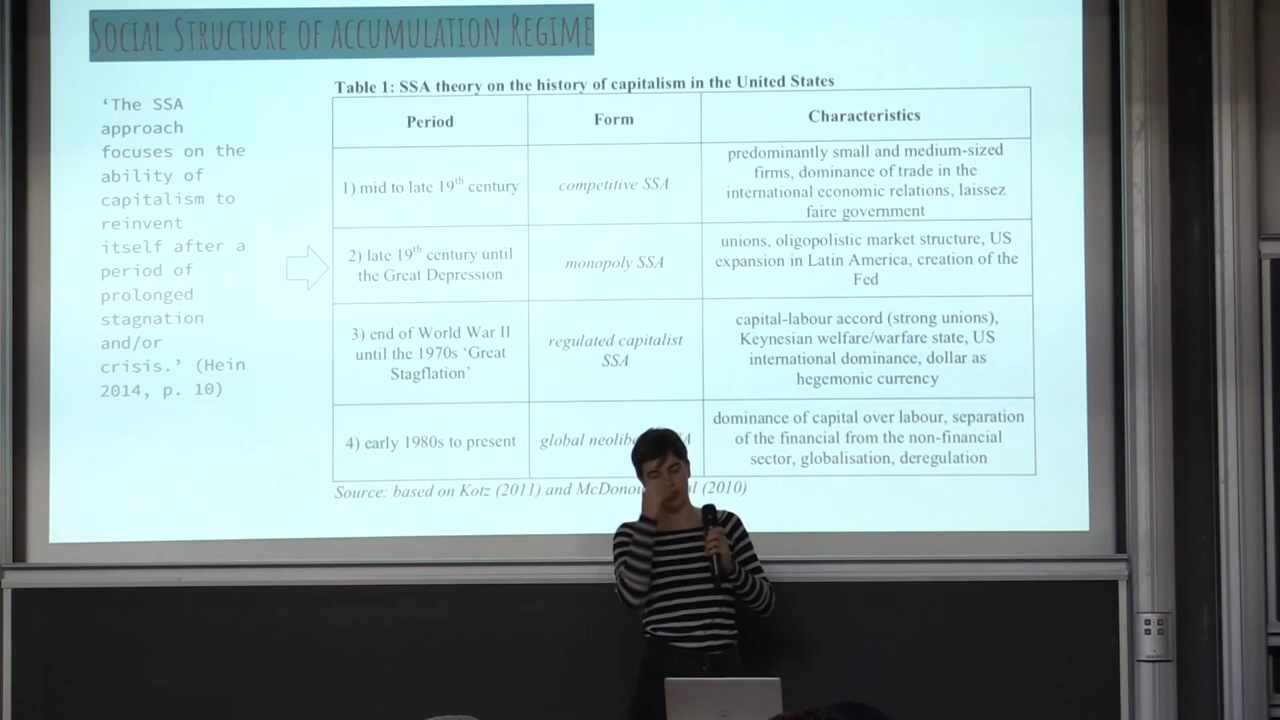 SOCIAL STRUCTURE OF ACCUMULATION REGIME
‘The SSA
approach
focuses on the
ability of
capitalism to
reinvent
itself after a
period of
prolonged
stagnation
and/or
crisis.’ (Hein
2014, p. 10)
Table 1: SSA theory on the history of capitalism in the United States
Period
Form
Characteristics
1) mid to late 19th century
competitive SSA
predominantly small and medium-sized
firms, dominance of trade in the
international economic relations, laissez
faire government
2) late 19th century until
the Great Depression
monopoly SSA
unions, oligopolistic market structure, US
expansion in Latin America, creation of the
Fed
3) end of World War II
until the 1970s ‘Great
Stagflation’
regulated capitalist
SSA
capital-labour accord (strong unions),
Keynesian welfare/warfare state, US
international dominance, dollar as
hegemonic currency
4) early 1980s to present
global
dominance of capital over labour, separation
of the financial from the non-financial
sector, globalisation, deregulation
Source: based on Kotz (2011) and (2010)